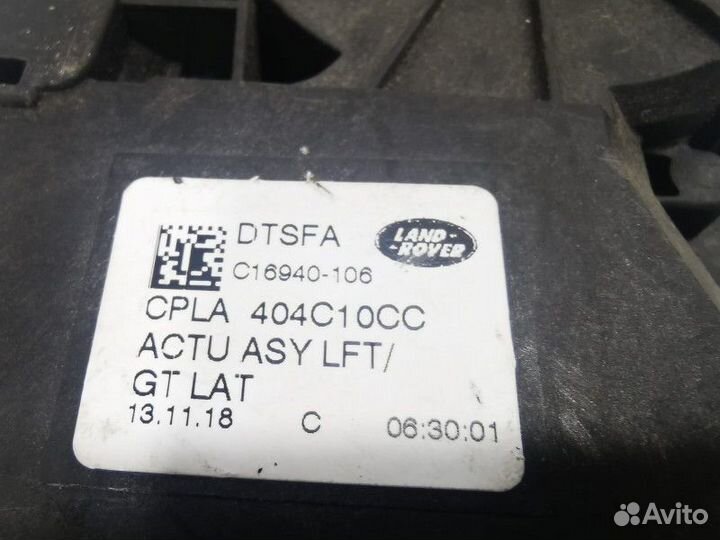 DTSFA
LAND-
-ROVER
C16940-106
CPLA 404C10CC
ACTU ASY LFT/
GT LAT
13.11.18 C 06:30:01
Avito